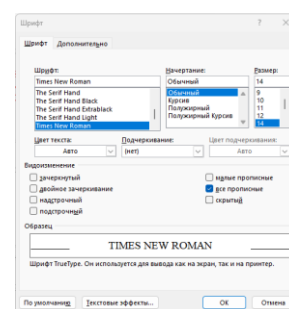 Шрифт ? ×
Шрифт Дополнительно
Шрифт: Начертание: Размер:
Times New Roman Обычный 14
The Serif Hand Обычный 9
The Serif Hand Black Курсив 10
The Serif Hand Extrablack Полужирный 11
The Serif Hand Light Полужирный Курсив 12
Times New Roman 14
Цвет текста: Подчеркивание: Цвет подчеркивания:
Авто (нет) Авто
Видоизменение
зачеркнутый малые прописные
двойное зачеркивание все прописные
надстрочный скрытый
подстрочный
Образец
TIMES NEW ROMAN
Шрифт TrueType. Он используется для вывода как на экран, так и на принтер.
По умолчанию Текстовые эффекты... ОК Отмена